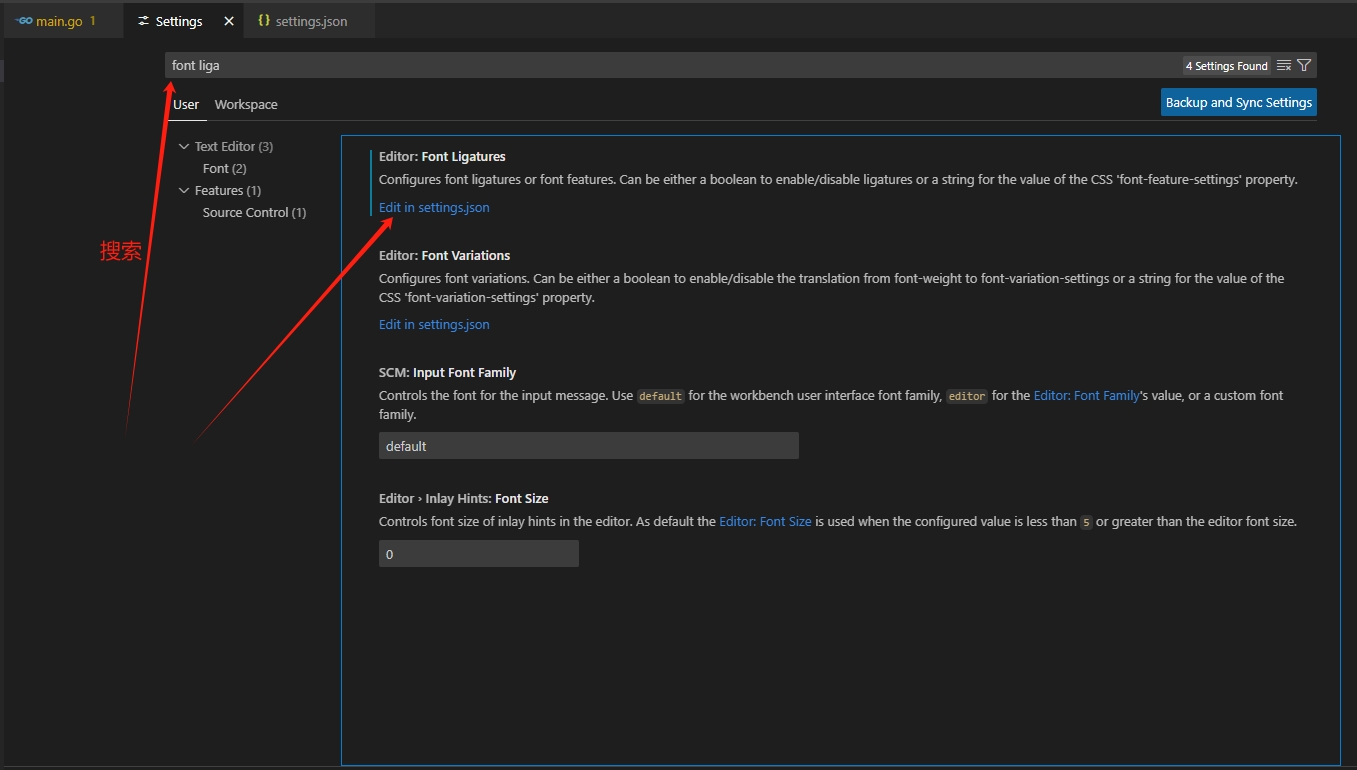 main.go 1
Settings
settings.json
font liga
4 Settings Found
User Workspace
Backup and Sync Settings
Text Editor (3)
Font (2)
Features (1)
Source Control (1)
搜索
Editor: Font Ligatures
Configures font ligatures or font features. Can be either a boolean to enable/disable ligatures or a string for the value of the CSS 'font-feature-settings' property.
Edit in settings.json
Editor: Font Variations
Configures font variations. Can be either a boolean to enable/disable the translation from font-weight to font-variation-settings or a string for the value of the
CSS 'font-variation-settings' property.
Edit in settings.json
SCM: Input Font Family
Controls the font for the input message. Use default for the workbench user interface font family, editor for the Editor: Font Family's value, or a custom font
family.
default
Editor › Inlay Hints: Font Size
Controls font size of inlay hints in the editor. As default the Editor: Font Size is used when the configured value is less than 5 or greater than the editor font size.
0